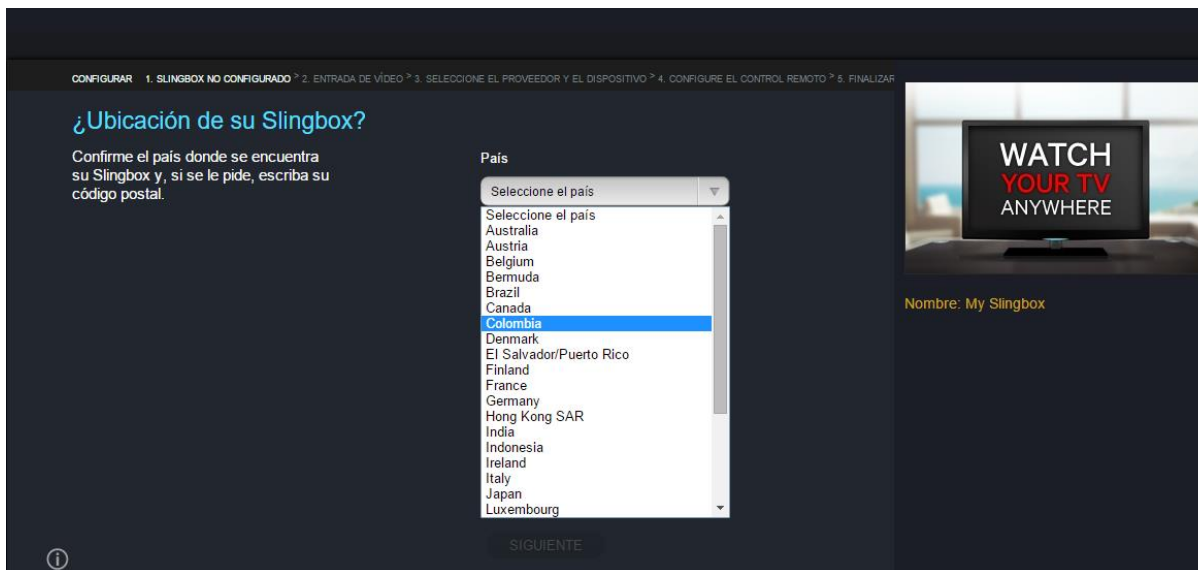 CONFIGURAR 1. SLINGBOX NO CONFIGURADO > 2. ENTRADA DE VÍDEO > 3. SELECCIONE EL PROVEEDOR Y EL DISPOSITIVO > 4. CONFIGURE EL CONTROL REMOTO > 5. FINALIZAR
¿Ubicación de su Slingbox?
Confirme el país donde se encuentra
su Slingbox y, si se le pide, escriba su
código postal.
País
Seleccione el país
Seleccione el país
Australia
Austria
Belgium
Bermuda
Brazil
Canada
Colombia
Denmark
El Salvador/Puerto Rico
Finland
France
Germany
Hong Kong SAR
India
Indonesia
Ireland
Italy
Japan
Luxembourg
SIGUIENTE
WATCH
YOUR TV
ANYWHERE
Nombre: My Slingbox